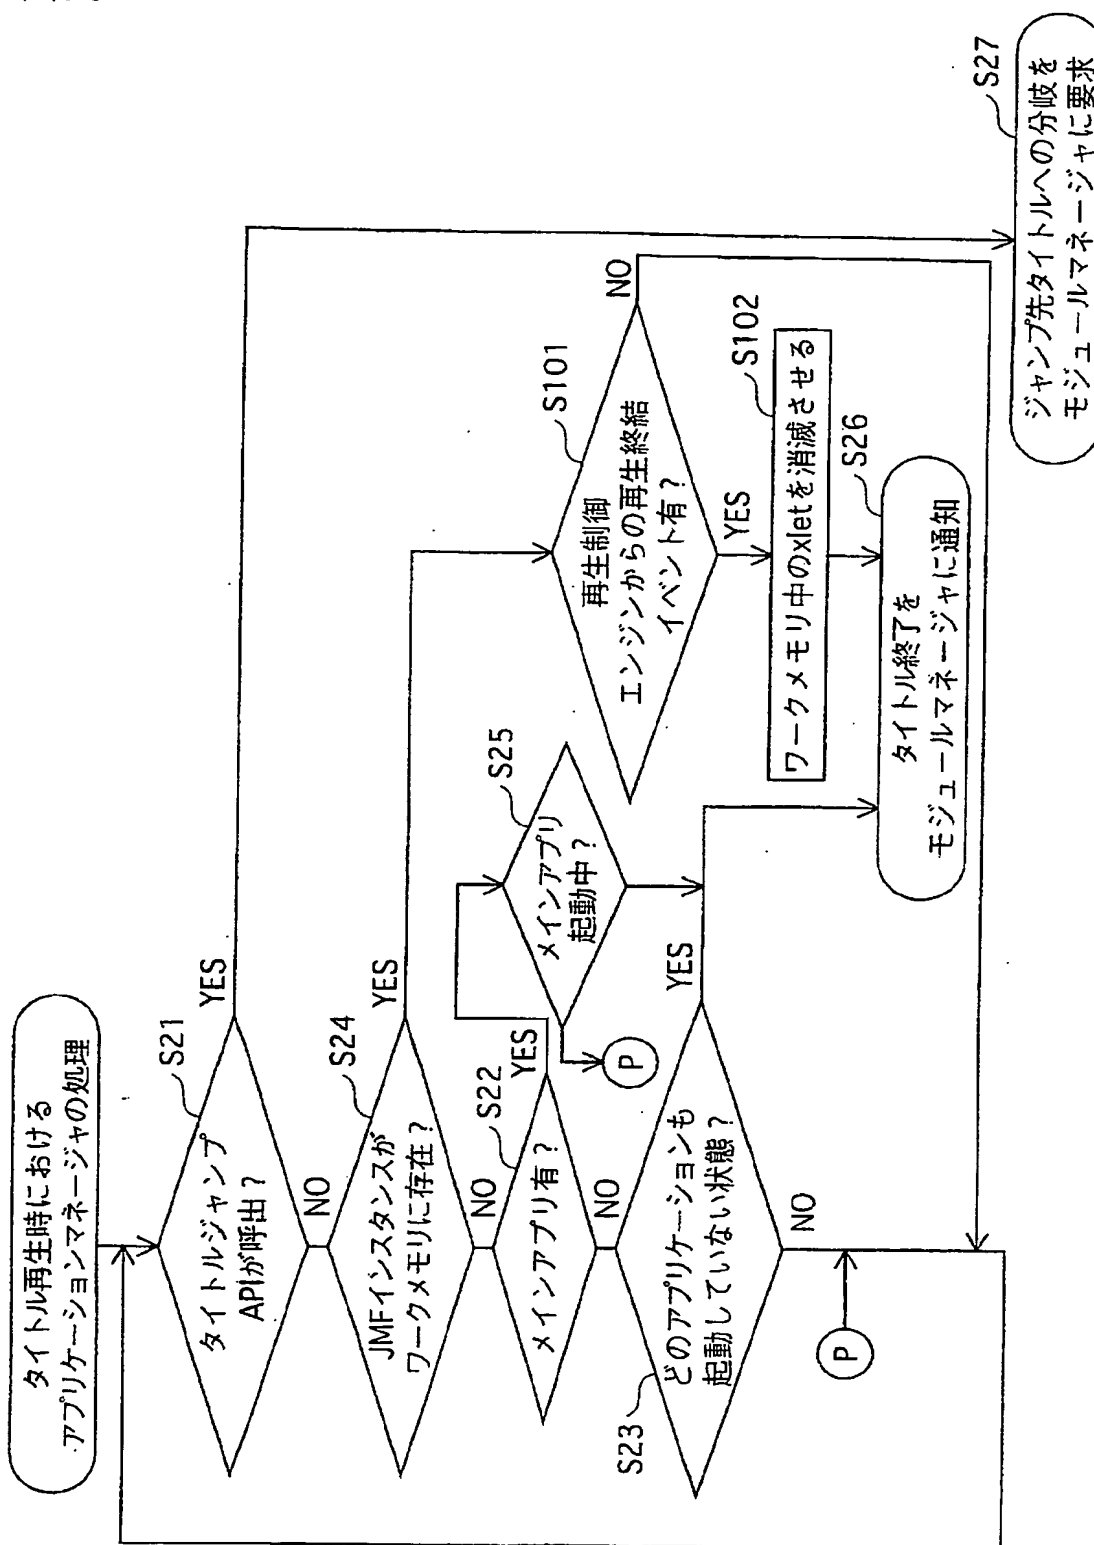 タイトル再生時における
アプリケーションマネージャの処理
S21
タイトルジャンプ
APIが呼出?
YES
NO
S24
JMFインスタンスが
ワークメモリに存在?
YES
NO
S22
メインアプリ有?
YES
NO
S25
メインアプリ
起動中?
P
S23
どのアプリケーションも
起動していない状態?
YES
NO
P
S101
再生制御
エンジンからの再生終結
イベント有?
NO
YES
S102
ワークメモリ中のxletを消滅させる
S26
タイトル終了を
モジュールマネージャに通知
S27
ジャンプ先タイトルへの分岐を
モジュールマネージャに要求